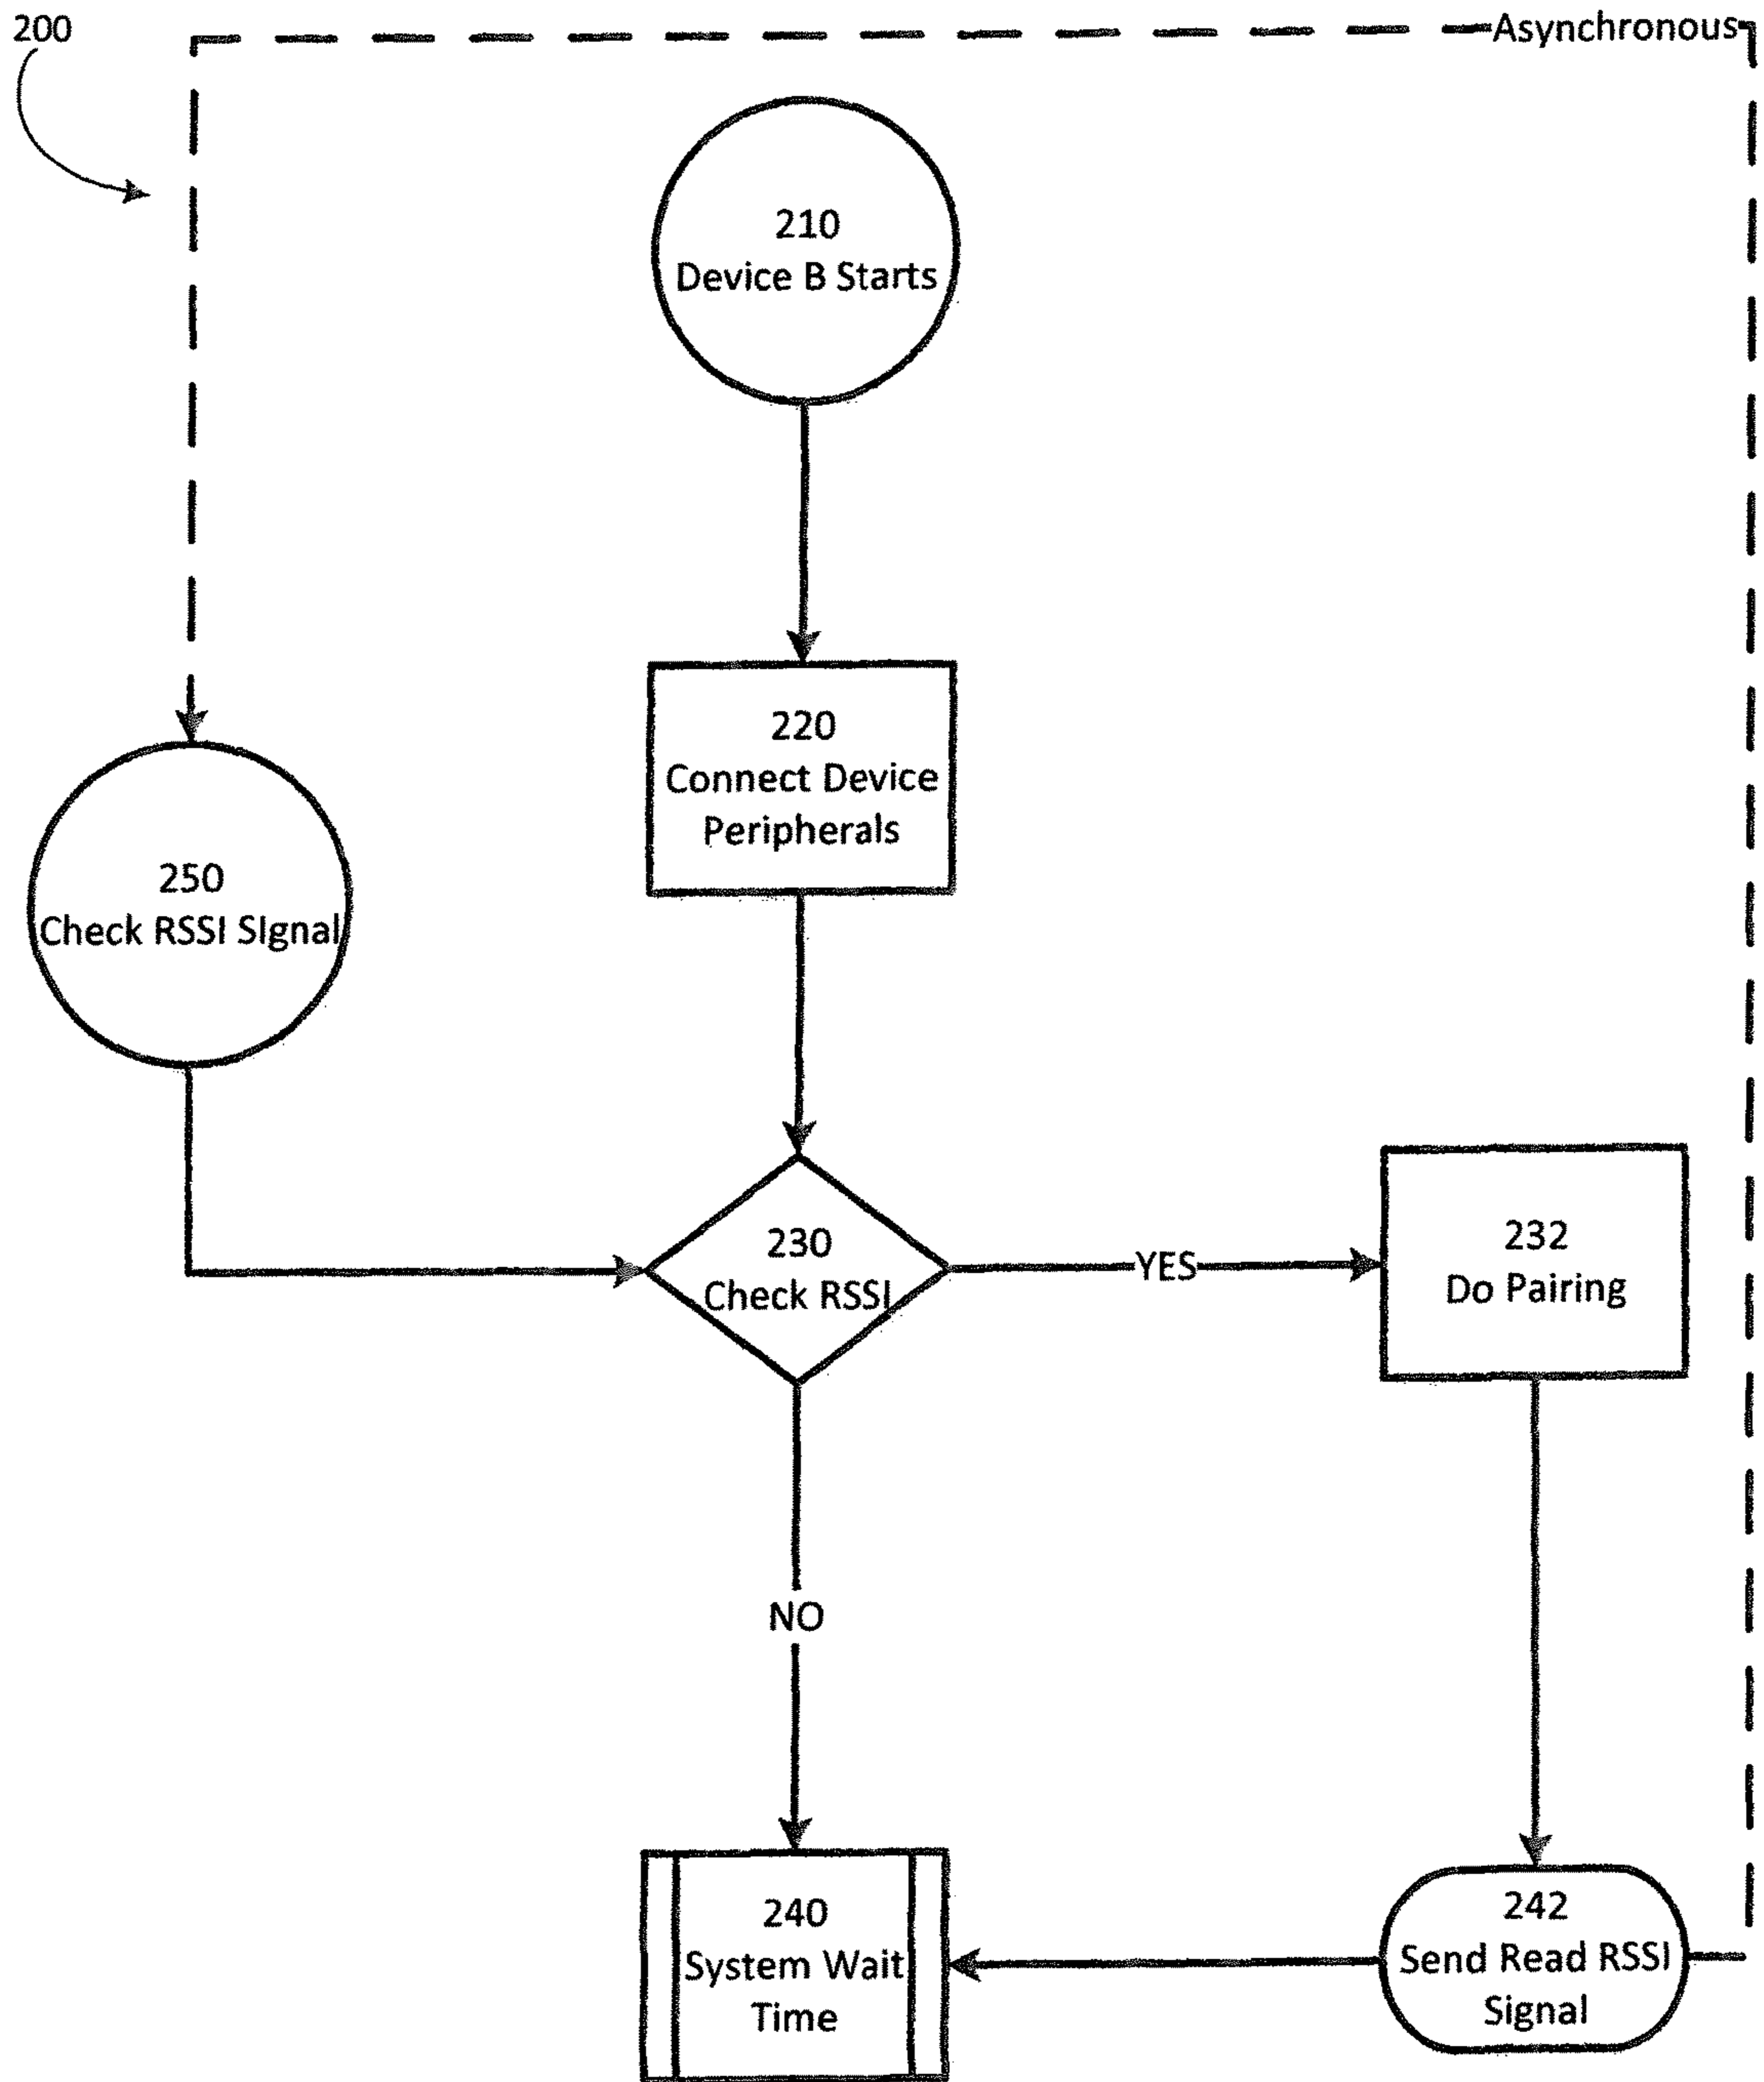 200
Asynchronous
210
Device B Starts
220
Connect Device
Peripherals
250
Check RSSI SIgnal
230
Check RSSI
YES
232
Do Pairing
NO
240
System Wait
Time
242
Send Read RSSI
Signal